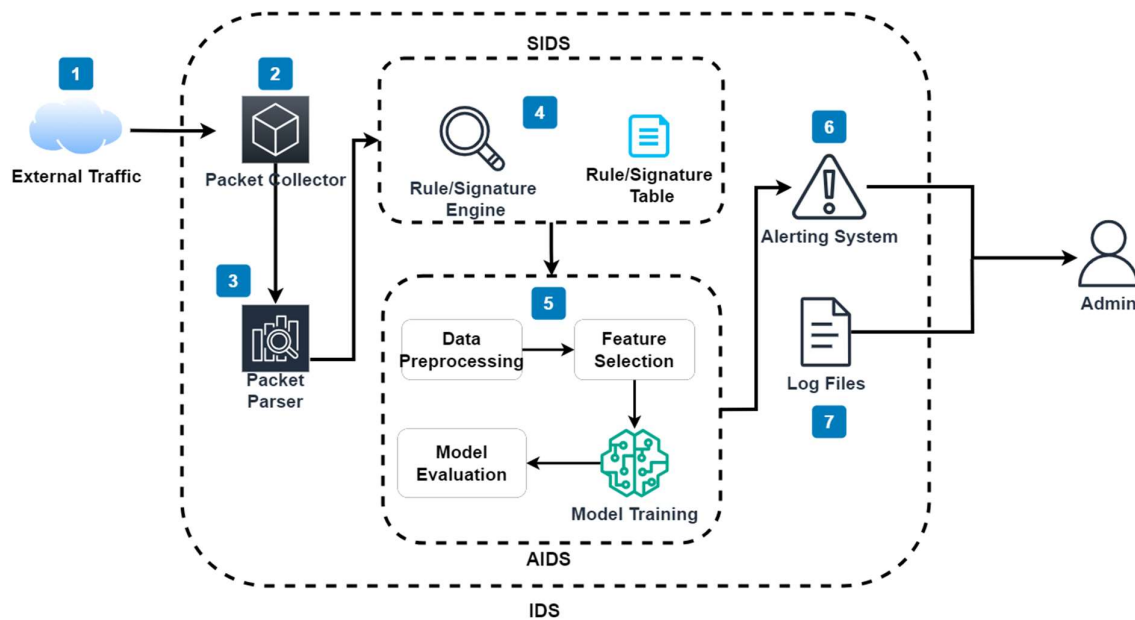 SIDS
1
External Traffic
2
Packet Collector
3
Packet
Parser
4
Rule/Signature
Engine
Rule/Signature
Table
5
Data
Preprocessing
Feature
Selection
Model
Evaluation
Model Training
AIDS
IDS
6
Alerting System
Log Files
7
Admin